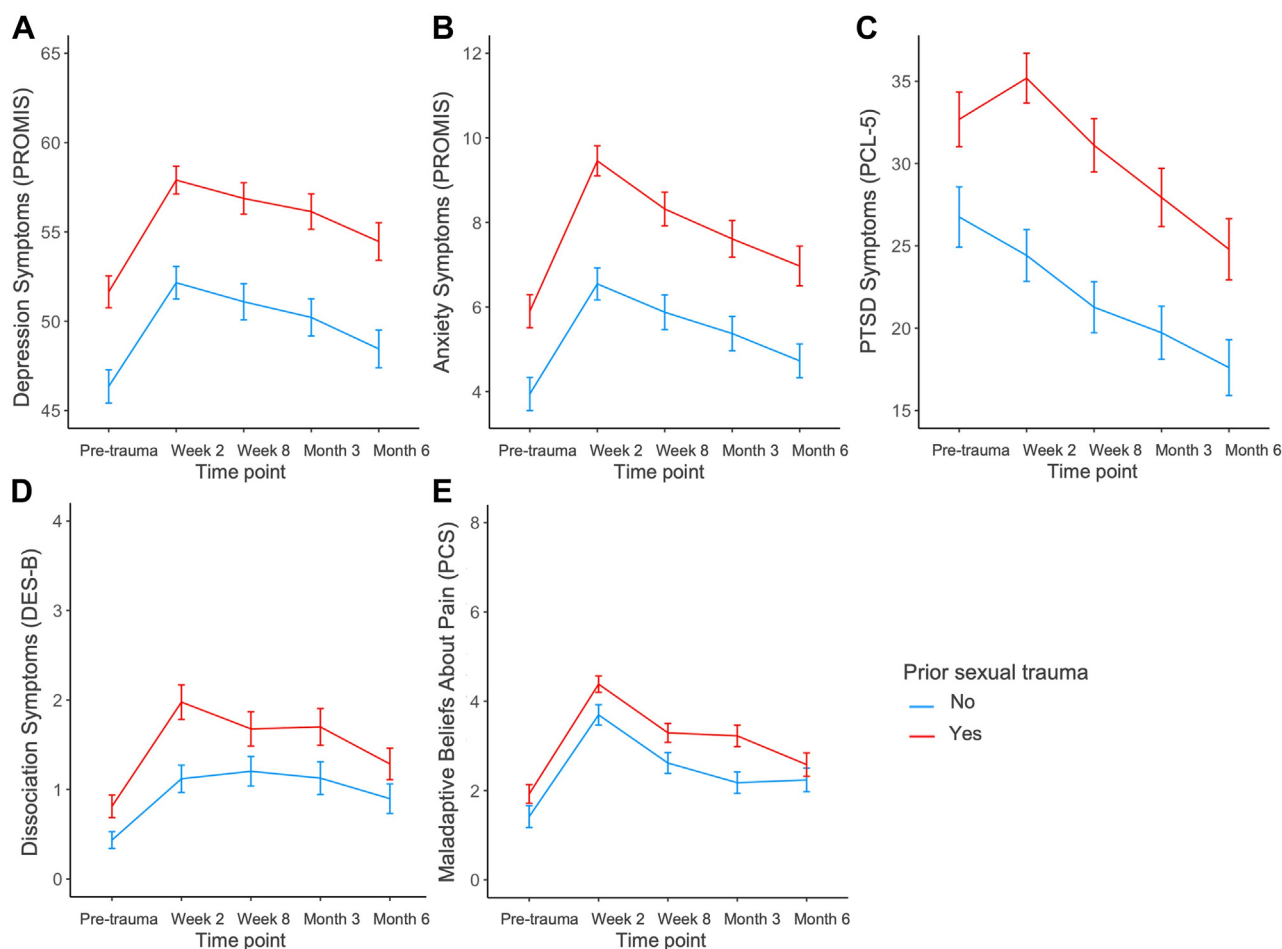 A
Depression Symptoms (PROMIS)
65
60
55
50
45
Pre-trauma Week 2 Week 8 Month 3 Month 6
Time point
B
Anxiety Symptoms (PROMIS)
12
10
8
6
4
Pre-trauma Week 2 Week 8 Month 3 Month 6
Time point
C
PTSD Symptoms (PCL-5)
35
30
25
20
15
Pre-trauma Week 2 Week 8 Month 3 Month 6
Time point
D
Dissociation Symptoms (DES-B)
4
3
2
1
0
Pre-trauma Week 2 Week 8 Month 3 Month 6
Time point
E
Maladaptive Beliefs About Pain (PCS)
8
6
4
2
0
Pre-trauma Week 2 Week 8 Month 3 Month 6
Time point
Prior sexual trauma
No
Yes